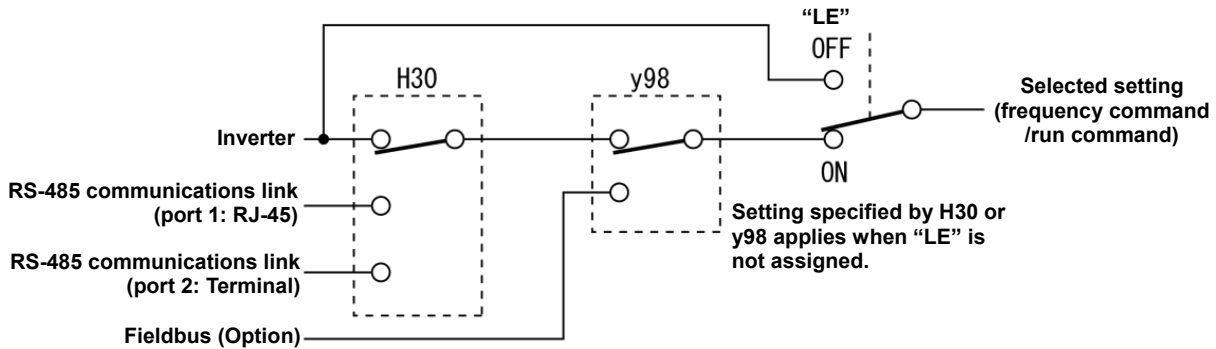 “LE”
OFF
H30
y98
Selected setting
(frequency command
/run command)
Inverter
ON
RS-485 communications link
(port 1: RJ-45)
Setting specified by H30 or
y98 applies when “LE” is
not assigned.
RS-485 communications link
(port 2: Terminal)
Fieldbus (Option)